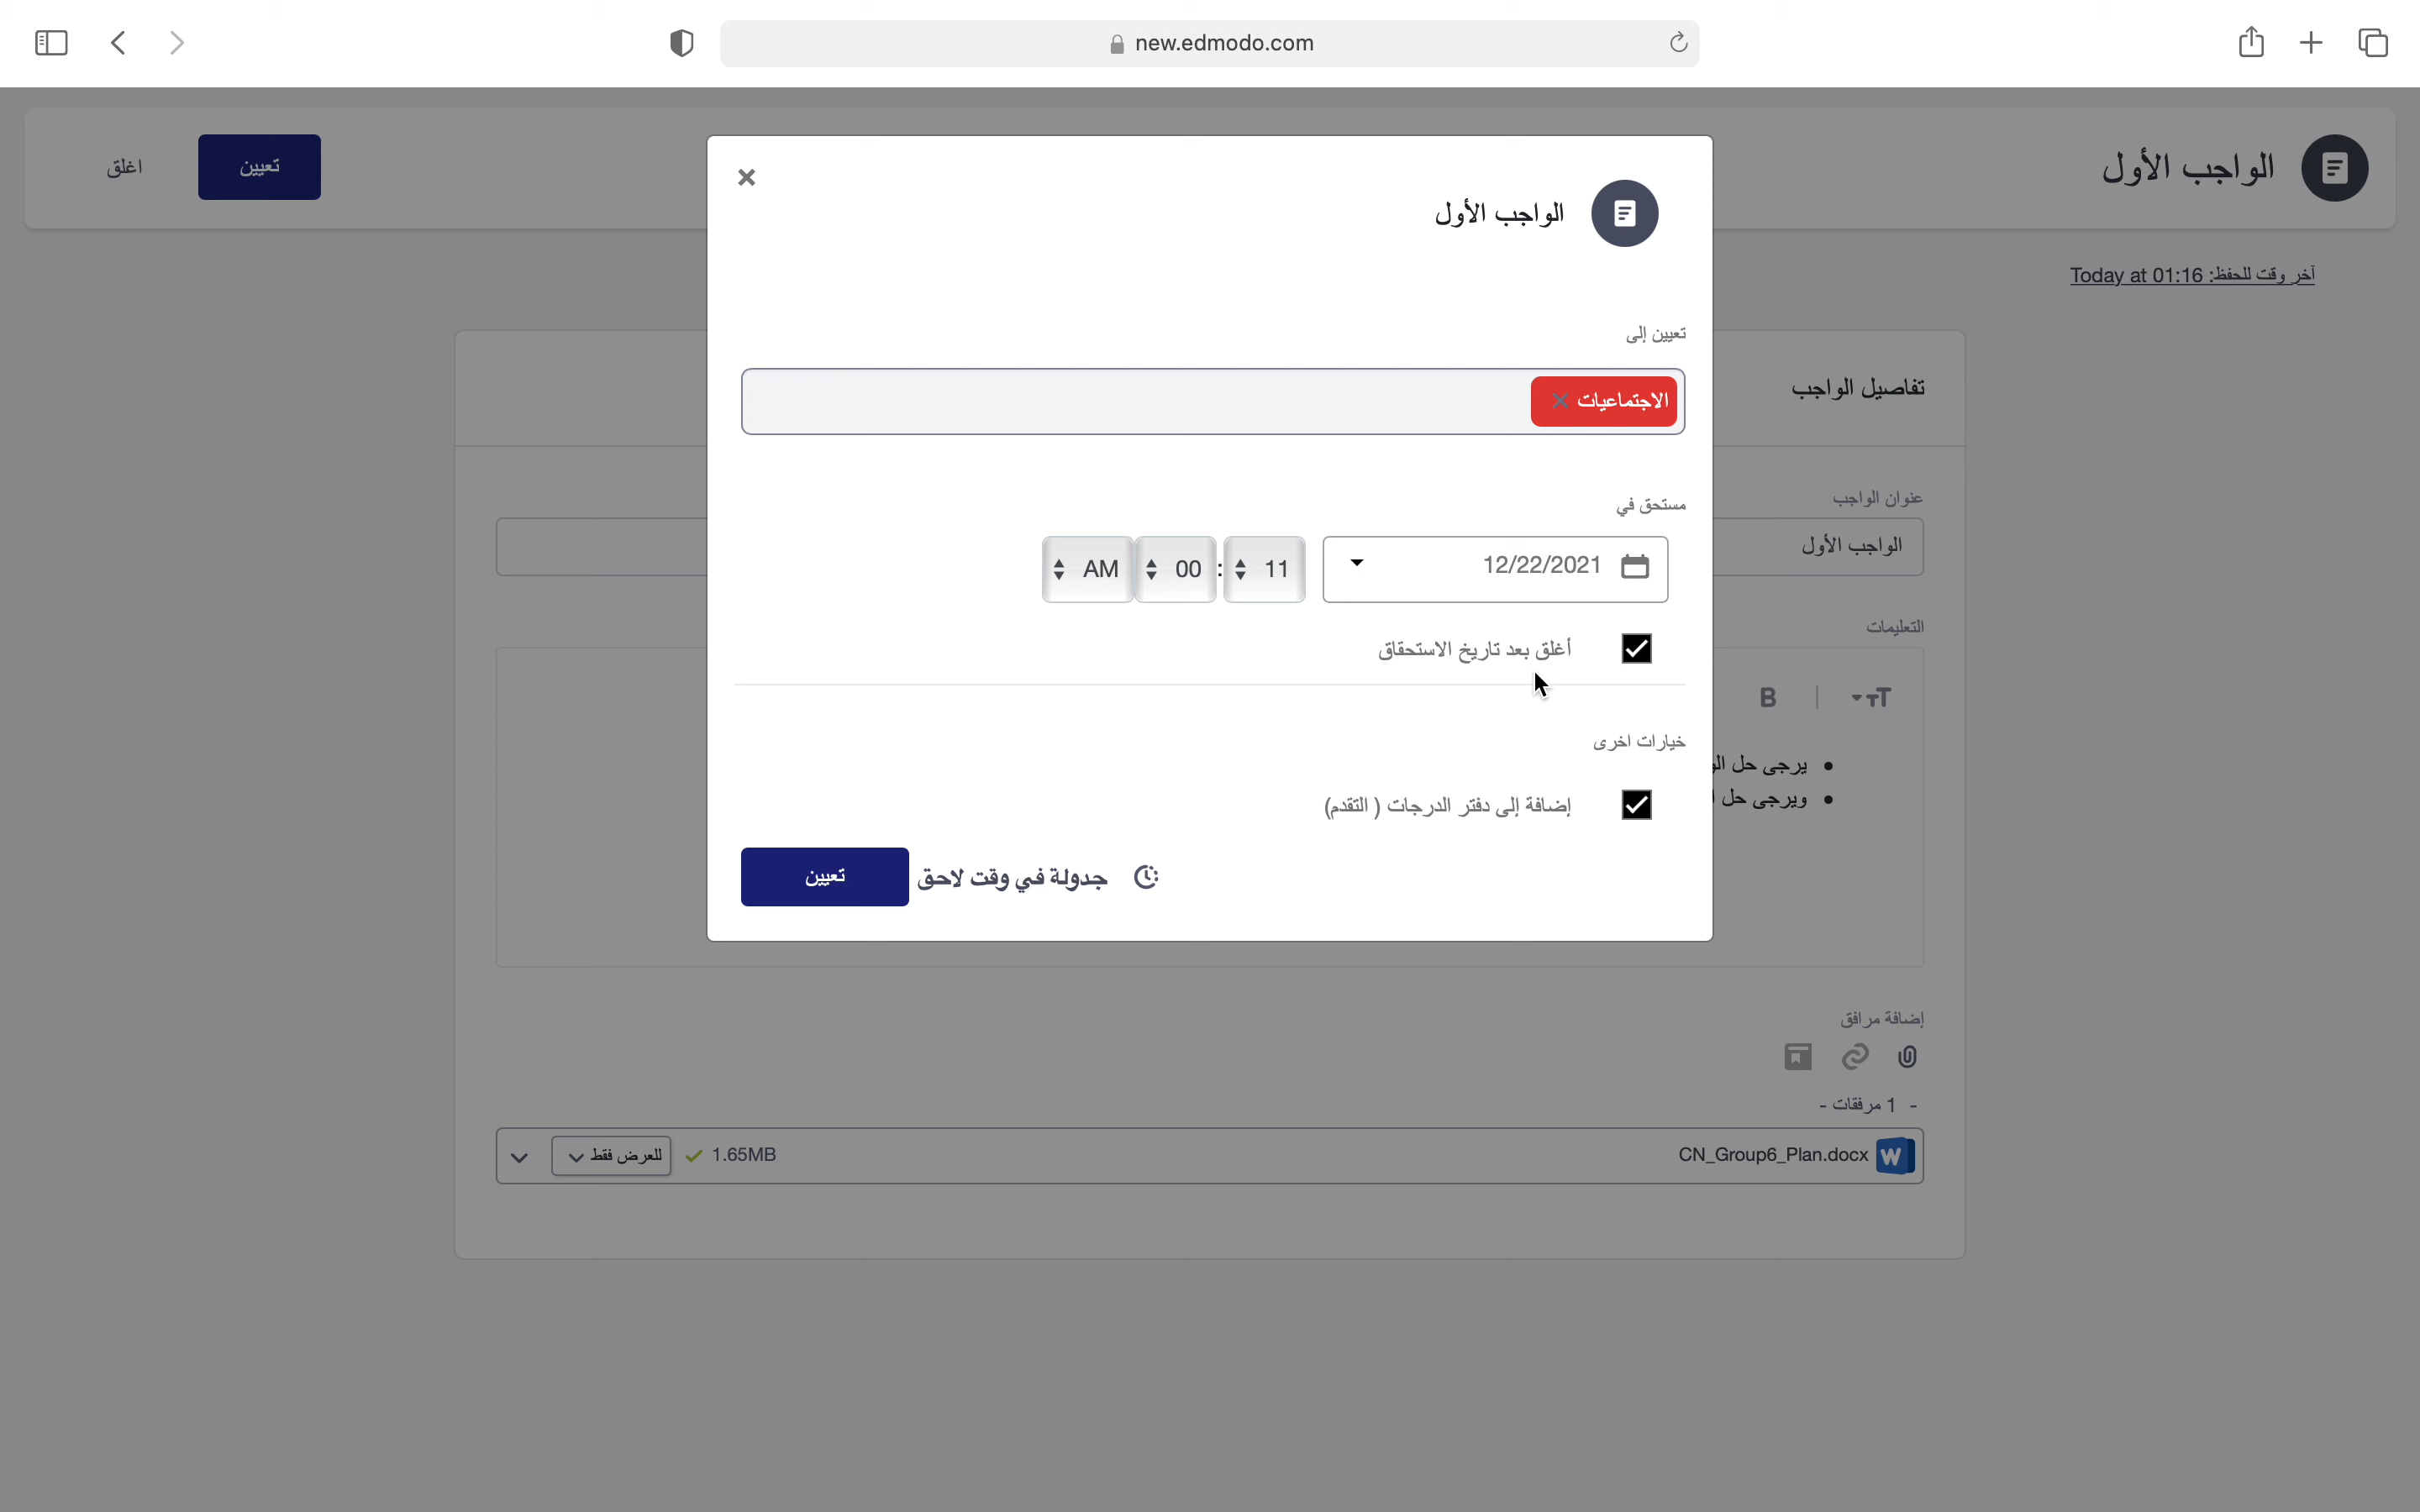 new.edmodo.com
الواجب الأول
تعيين
اغلق
آخر وقت للحفظ: Today at 01:16
الواجب الأول
تعيين إلى
الاجتماعيات
مستحق في
12/22/2021
11 : 00 AM
أغلق بعد تاريخ الاستحقاق
خيارات اخرى
إضافة إلى دفتر الدرجات ( التقدم)
جدولة في وقت لاحق
تعيين
تفاصيل الواجب
عنوان الواجب
الواجب الأول
التعليمات
B
يرجى حل
ويرجى حل
إضافة مرافق
- 1 مرفقات -
CN_Group6_Plan.docx
1.65MB
للعرض فقط